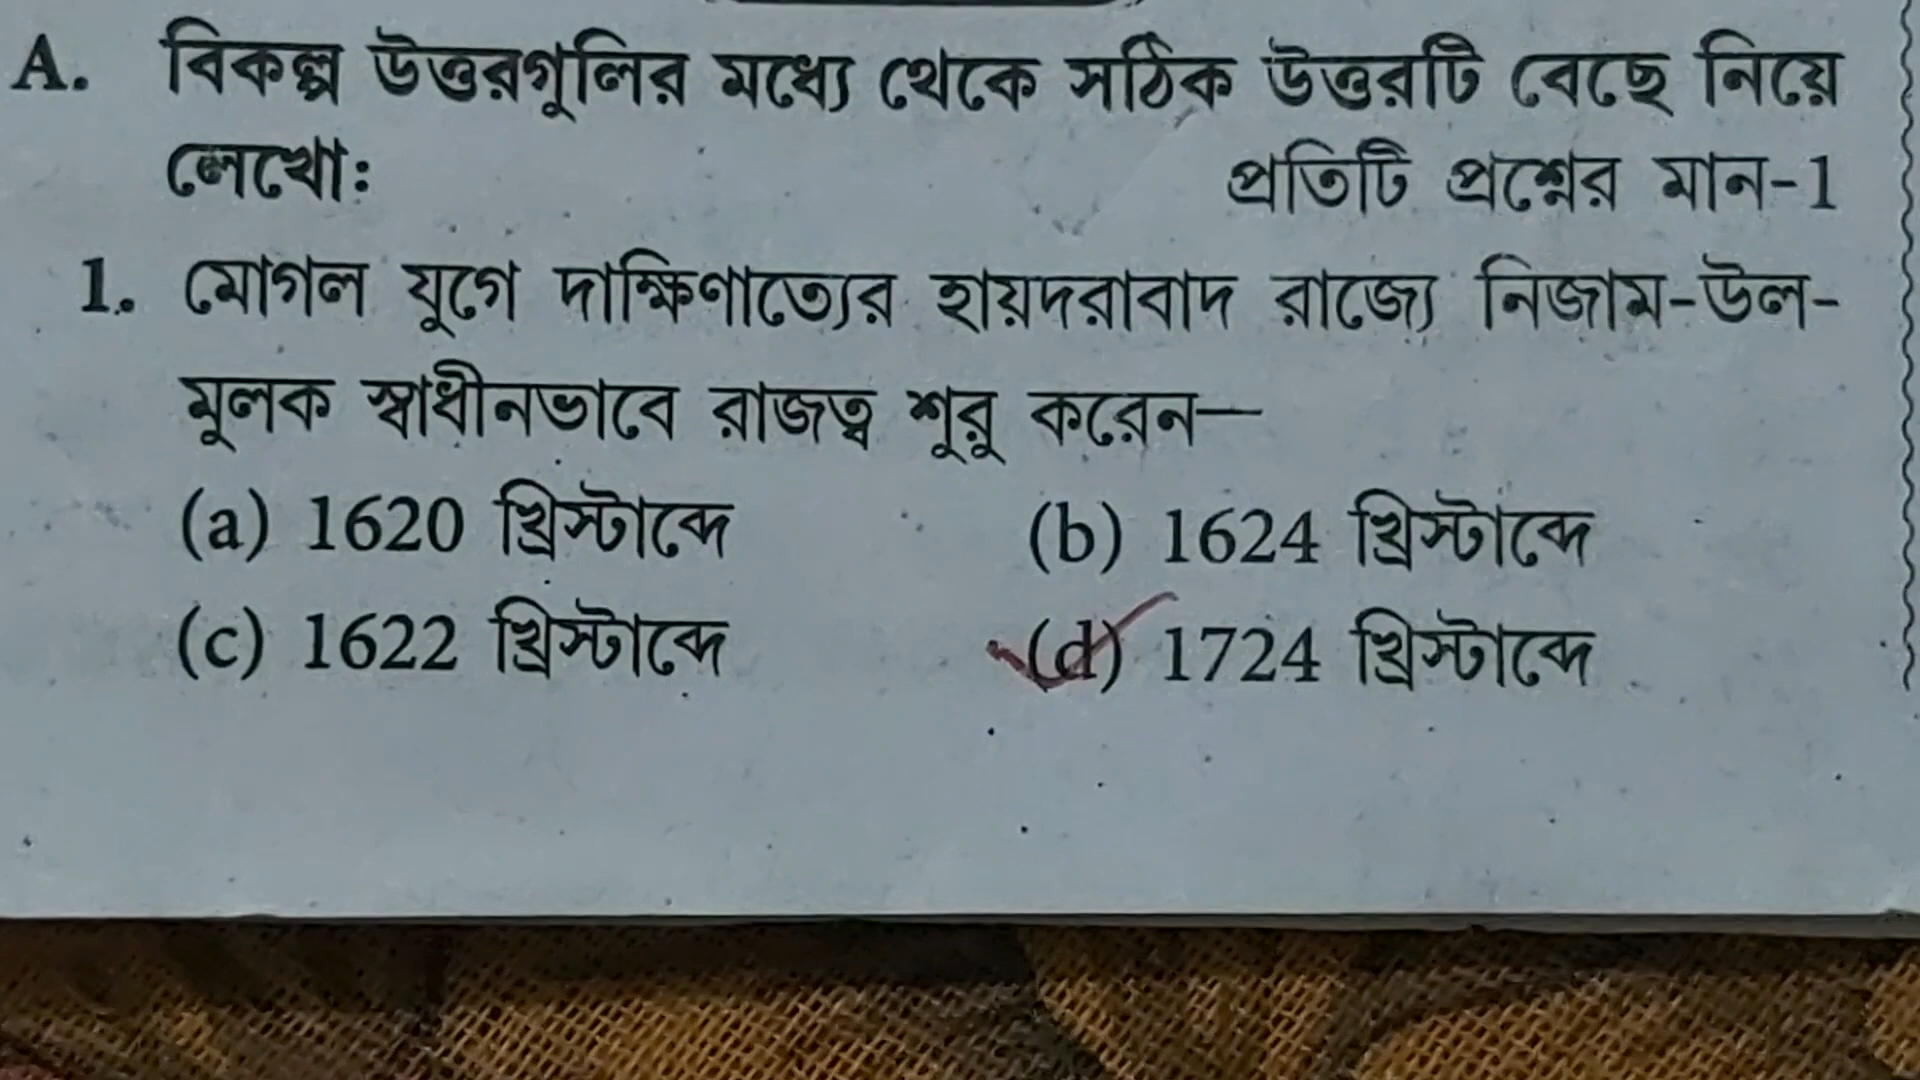 A. বিকল্প উত্তরগুলির মধ্যে থেকে সঠিক উত্তরটি বেছে নিয়ে
লেখো: প্রতিটি প্রশ্নের মান-1
1. মোগল যুগে দাক্ষিণাত্যের হায়দরাবাদ রাজ্যে নিজাম-উল-
মুলক স্বাধীনভাবে রাজত্ব শুরু করেন—
(a) 1620 খ্রিস্টাব্দে (b) 1624 খ্রিস্টাব্দে
(c) 1622 খ্রিস্টাব্দে (d) 1724 খ্রিস্টাব্দে